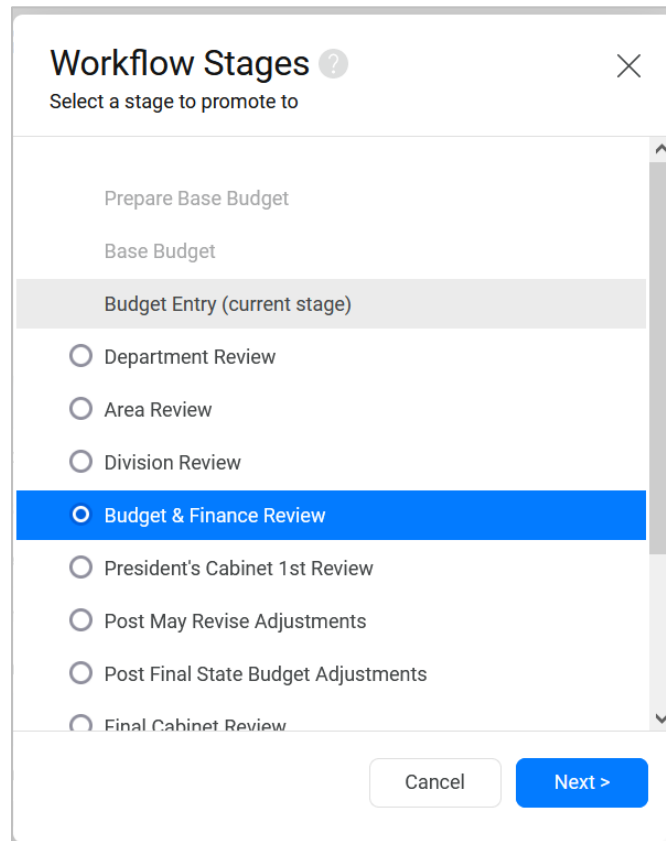 Workflow Stages ?
Select a stage to promote to
Prepare Base Budget
Base Budget
Budget Entry (current stage)
Department Review
Area Review
Division Review
Budget & Finance Review
President's Cabinet 1st Review
Post May Revise Adjustments
Post Final State Budget Adjustments
Final Cabinet Review
Cancel
Next >